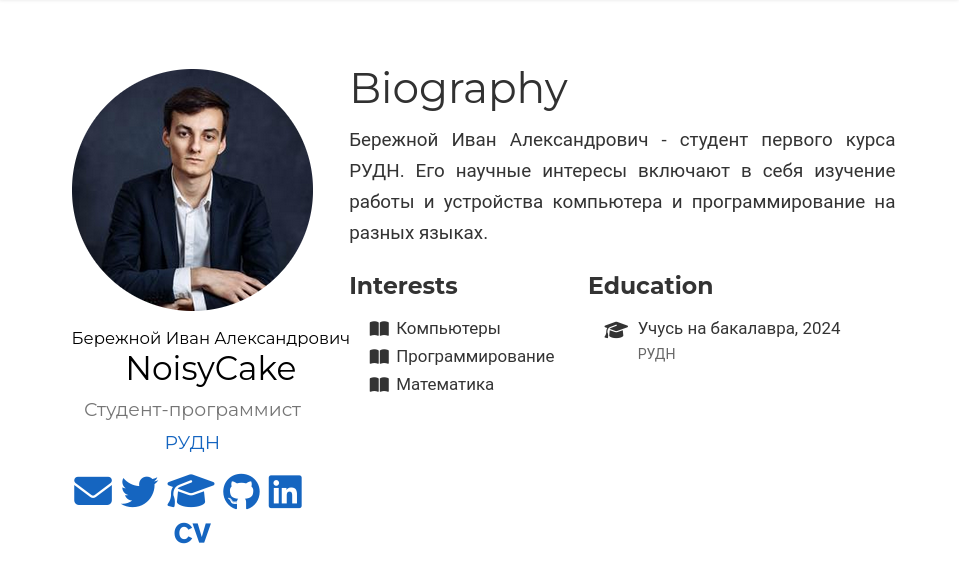 Biography
Бережной Иван Александрович - студент первого курса
РУДН. Его научные интересы включают в себя изучение
работы и устройства компьютера и программирование на
разных языках.
Interests
Компьютеры
Программирование
Математика
Education
Учусь на бакалавра, 2024
РУДН
Бережной Иван Александрович
NoisyCake
Студент-программист
РУДН
in
CV